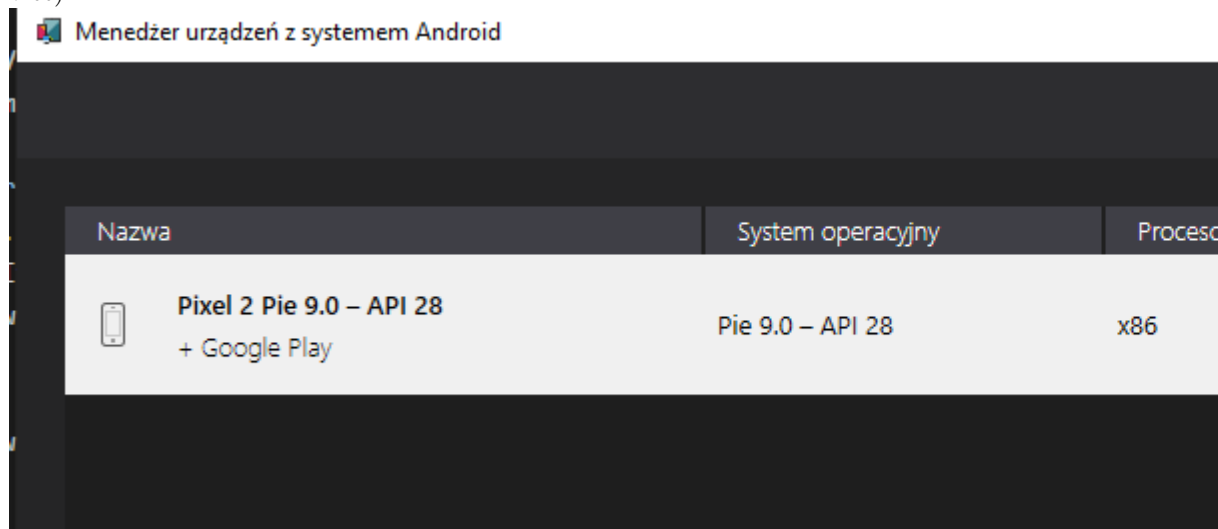 Menedżer urządzeń z systemem Android
Nazwa System operacyjny
Pixel 2 Pie 9.0 – API 28
+ Google Play
Pie 9.0 – API 28 x86